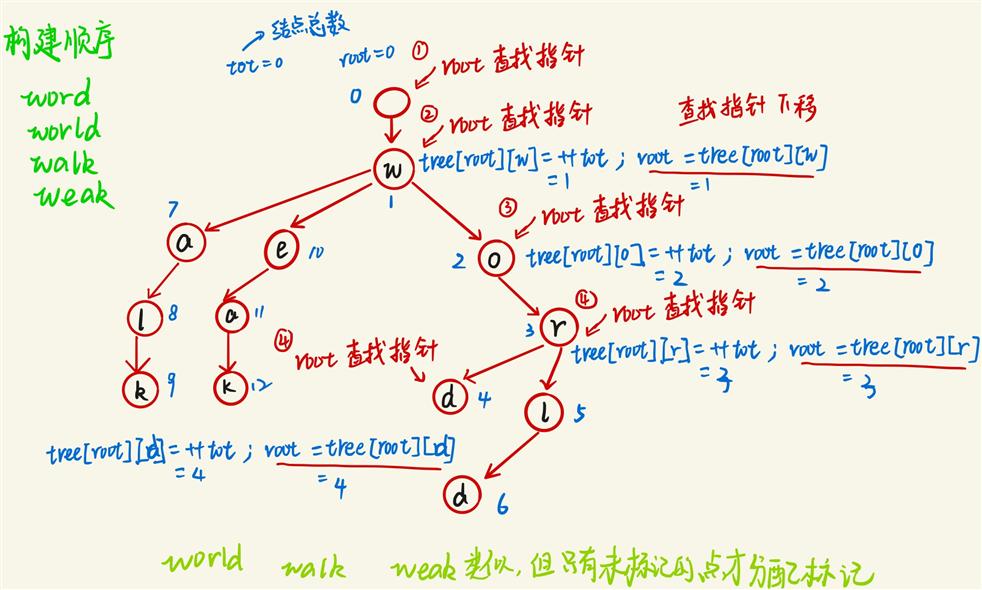 构建顺序
word
world
walk
weak
结点总数
tot=0
root=0
① root 查找指针
0
② root 查找指针
查找指针下移
w
1
tree[root][w]=++tot ; root =tree[root][w]
=1
=1
③ root 查找指针
7
a
e
10
2
o
tree[root][o]=++tot ; root =tree[root][o]
=2
=2
④ root 查找指针
l
8
a
11
3
r
tree[root][r]=++tot ; root =tree[root][r]
=3
=3
④ root 查找指针
k
9
k
12
d
4
l
5
tree[root][d]=++tot ; root =tree[root][d]
=4
=4
d
6
world walk weak类似,但只有未标记的点才分配标记